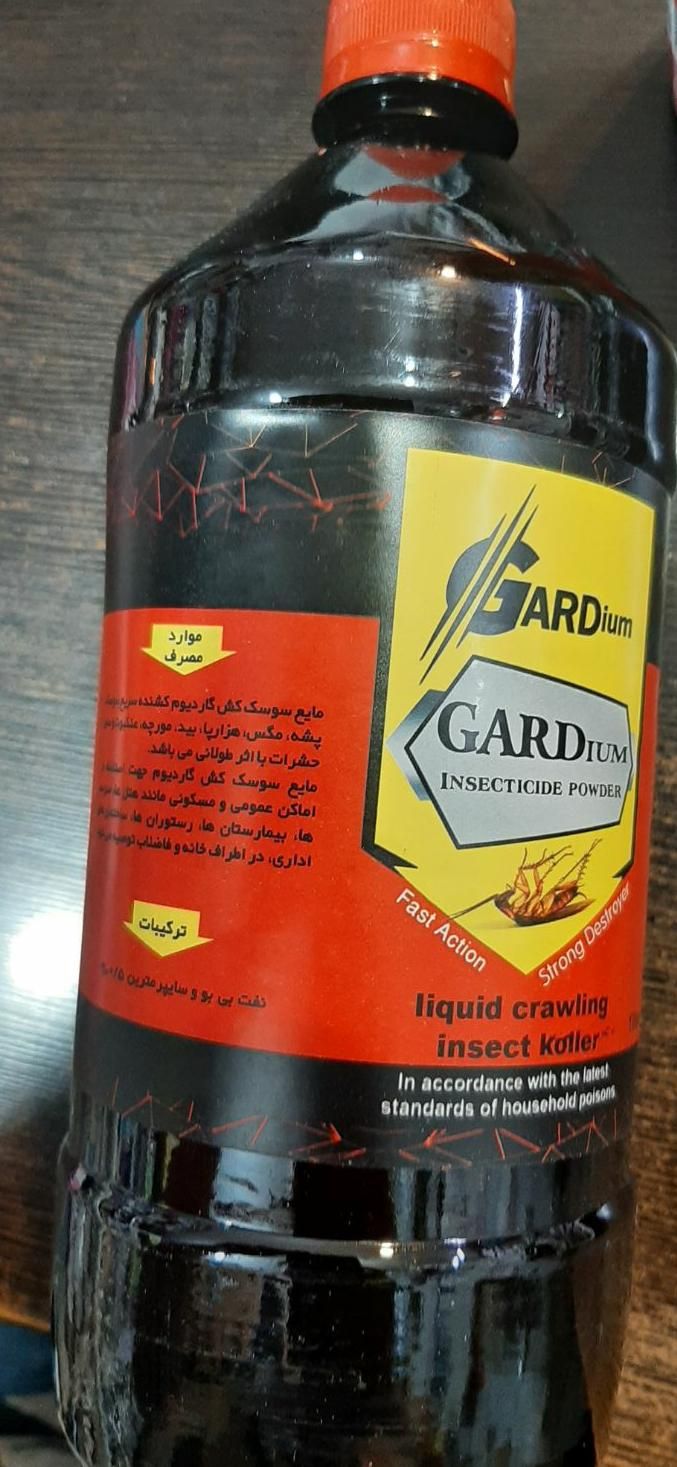 موارد
مصرف
مایع سوسک کش گاردیوم کشنده سریع
پشه، مگس، هزارپا، بید، مورچه،
حشرات با اثر طولانی می باشد.
مایع سوسک کش گاردیوم جهت
اماکن عمومی و مسکونی مانند
ها، بیمارستان ها، رستوران ها،
اداری، در اطراف خانه و فاضلاب
ترکیبات
نفت بی بو و سایپرمترین
GARDium
GARDIUM
INSECTICIDE POWDER
Fast Action
Strong Destroyer
liquid crawling
insect Koller
In accordance with the latest
standards of household poisons